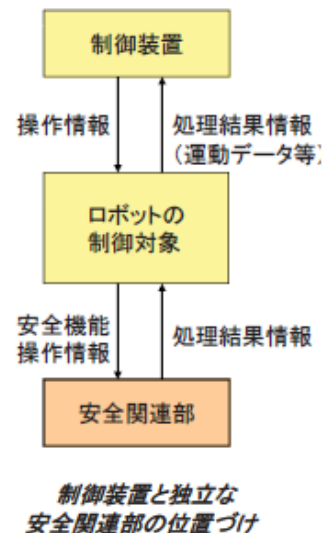 制御装置
操作情報
処理結果情報
(運動データ等)
ロボットの
制御対象
安全機能
操作情報
処理結果情報
安全関連部
制御装置と独立な
安全関連部の位置づけ